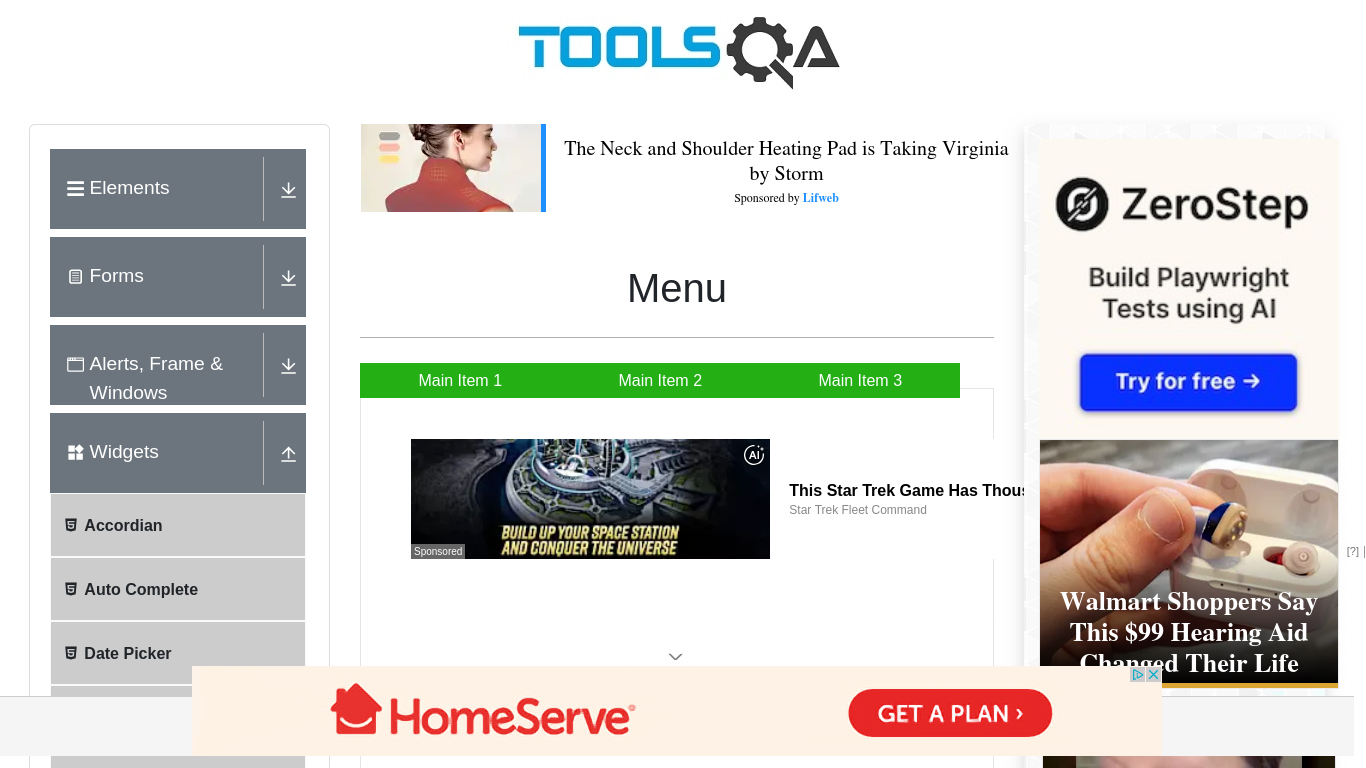 TOOLSQA
Elements
Forms
Alerts, Frame &
Windows
Widgets
Accordian
Auto Complete
Date Picker
The Neck and Shoulder Heating Pad is Taking Virginia
by Storm
Sponsored by Lifweb
Menu
Main Item 1
Main Item 2
Main Item 3
AI
BUILD UP YOUR SPACE STATION
AND CONQUER THE UNIVERSE
Sponsored
This Star Trek Game Has Thous
Star Trek Fleet Command
ZeroStep
Build Playwright
Tests using AI
Try for free →
Walmart Shoppers Say
This $99 Hearing Aid
Changed Their Life
[?]
HomeServe®
GET A PLAN ›